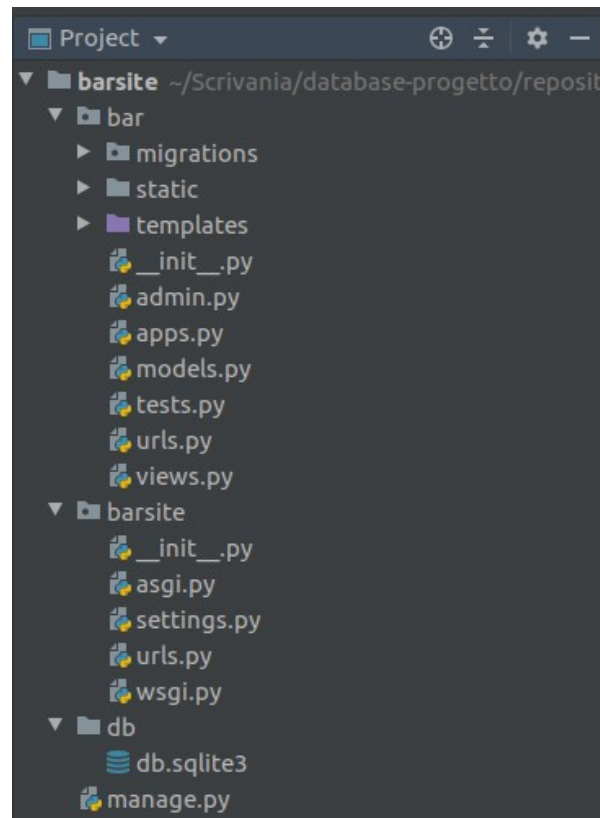 Project
barsite ~/Scrivania/database-progetto/reposit
bar
migrations
static
templates
__init__.py
admin.py
apps.py
models.py
tests.py
urls.py
views.py
barsite
__init__.py
asgi.py
settings.py
urls.py
wsgi.py
db
db.sqlite3
manage.py